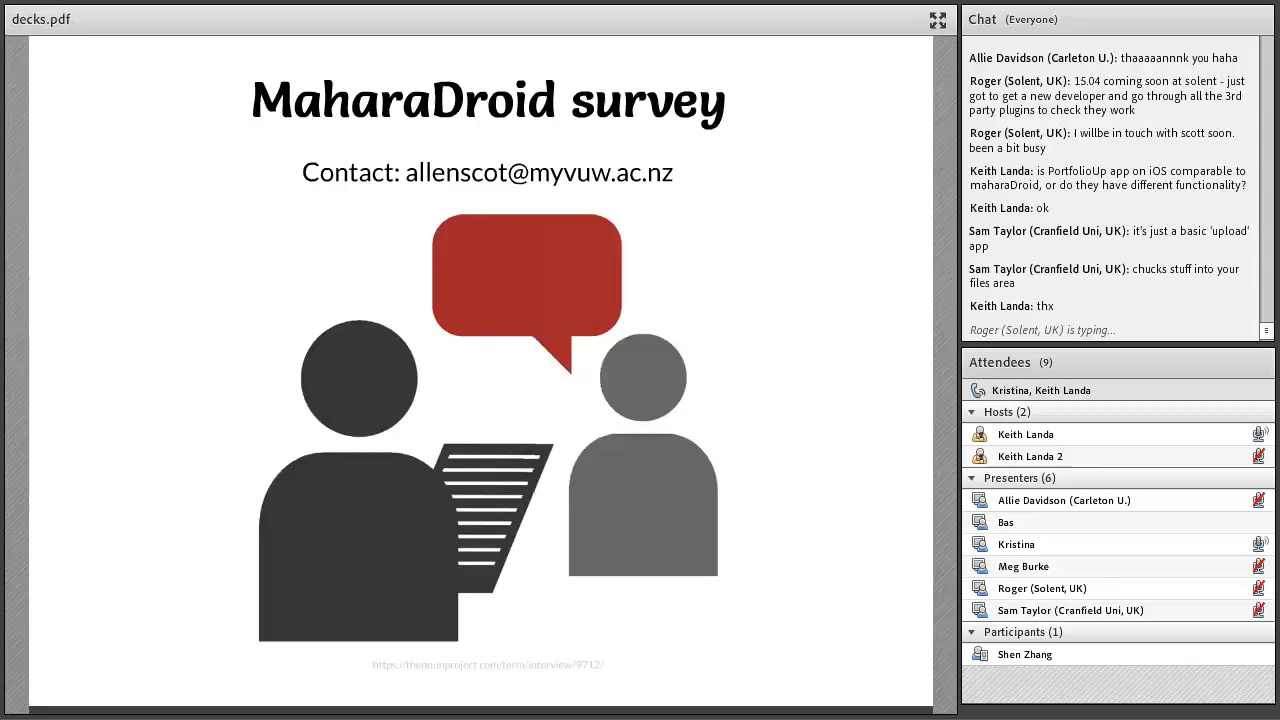 decks.pdf
MaharaDroid survey
Contact: allenscot@myvuw.ac.nz
https://thenounproject.com/term/interview/9712/
Chat (Everyone)
Allie Davidson (Carleton U.): thaaaaannnk you haha
Roger (Solent, UK): 15.04 coming soon at solent - just
got to get a new developer and go through all the 3rd
party plugins to check they work
Roger (Solent, UK): I willbe in touch with scott soon.
been a bit busy
Keith Landa: is PortfolioUp app on iOS comparable to
maharaDroid, or do they have different functionality?
Keith Landa: ok
Sam Taylor (Cranfield Uni, UK): it's just a basic 'upload'
app
Sam Taylor (Cranfield Uni, UK): chucks stuff into your
files area
Keith Landa: thx
Roger (Solent, UK) is typing...
Attendees (9)
Kristina, Keith Landa
Hosts (2)
Keith Landa
Keith Landa 2
Presenters (6)
Allie Davidson (Carleton U.)
Bas
Kristina
Meg Burke
Roger (Solent, UK)
Sam Taylor (Cranfield Uni, UK)
Participants (1)
Shen Zhang